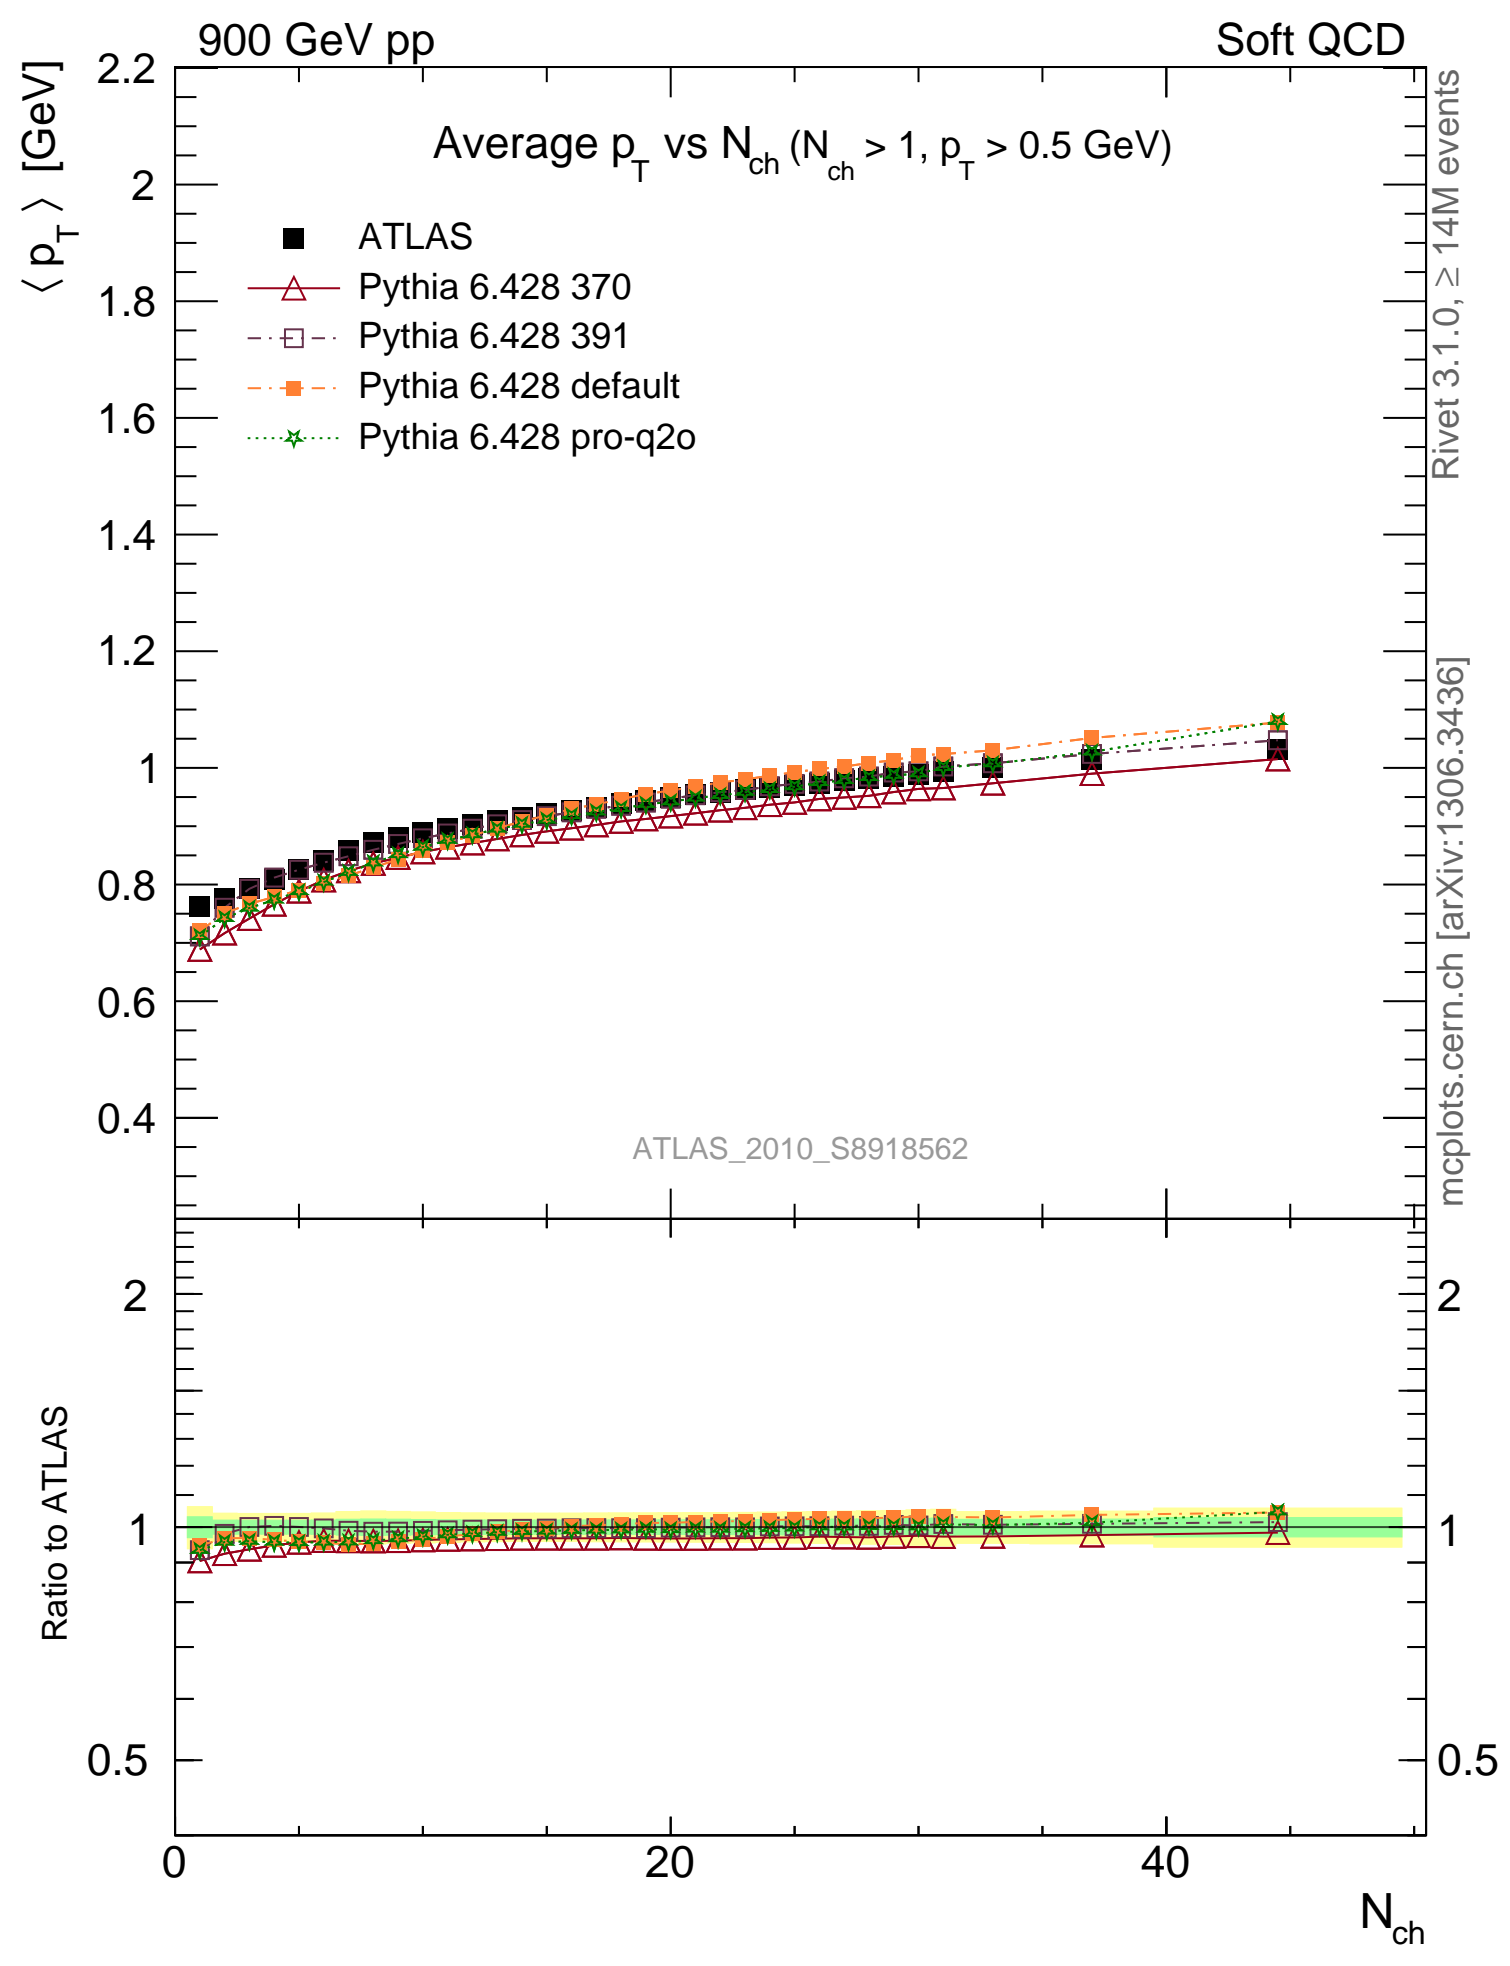 900 GeV pp
Soft QCD
⟨ p_T ⟩ [GeV]
Average p_T vs N_ch (N_ch > 1, p_T > 0.5 GeV)
ATLAS
Pythia 6.428 370
Pythia 6.428 391
Pythia 6.428 default
Pythia 6.428 pro-q2o
2.2
2
1.8
1.6
1.4
1.2
1
0.8
0.6
0.4
ATLAS_2010_S8918562
Rivet 3.1.0, ≥ 14M events
mcplots.cern.ch [arXiv:1306.3436]
Ratio to ATLAS
2
1
0.5
2
1
0.5
0
20
40
N_ch